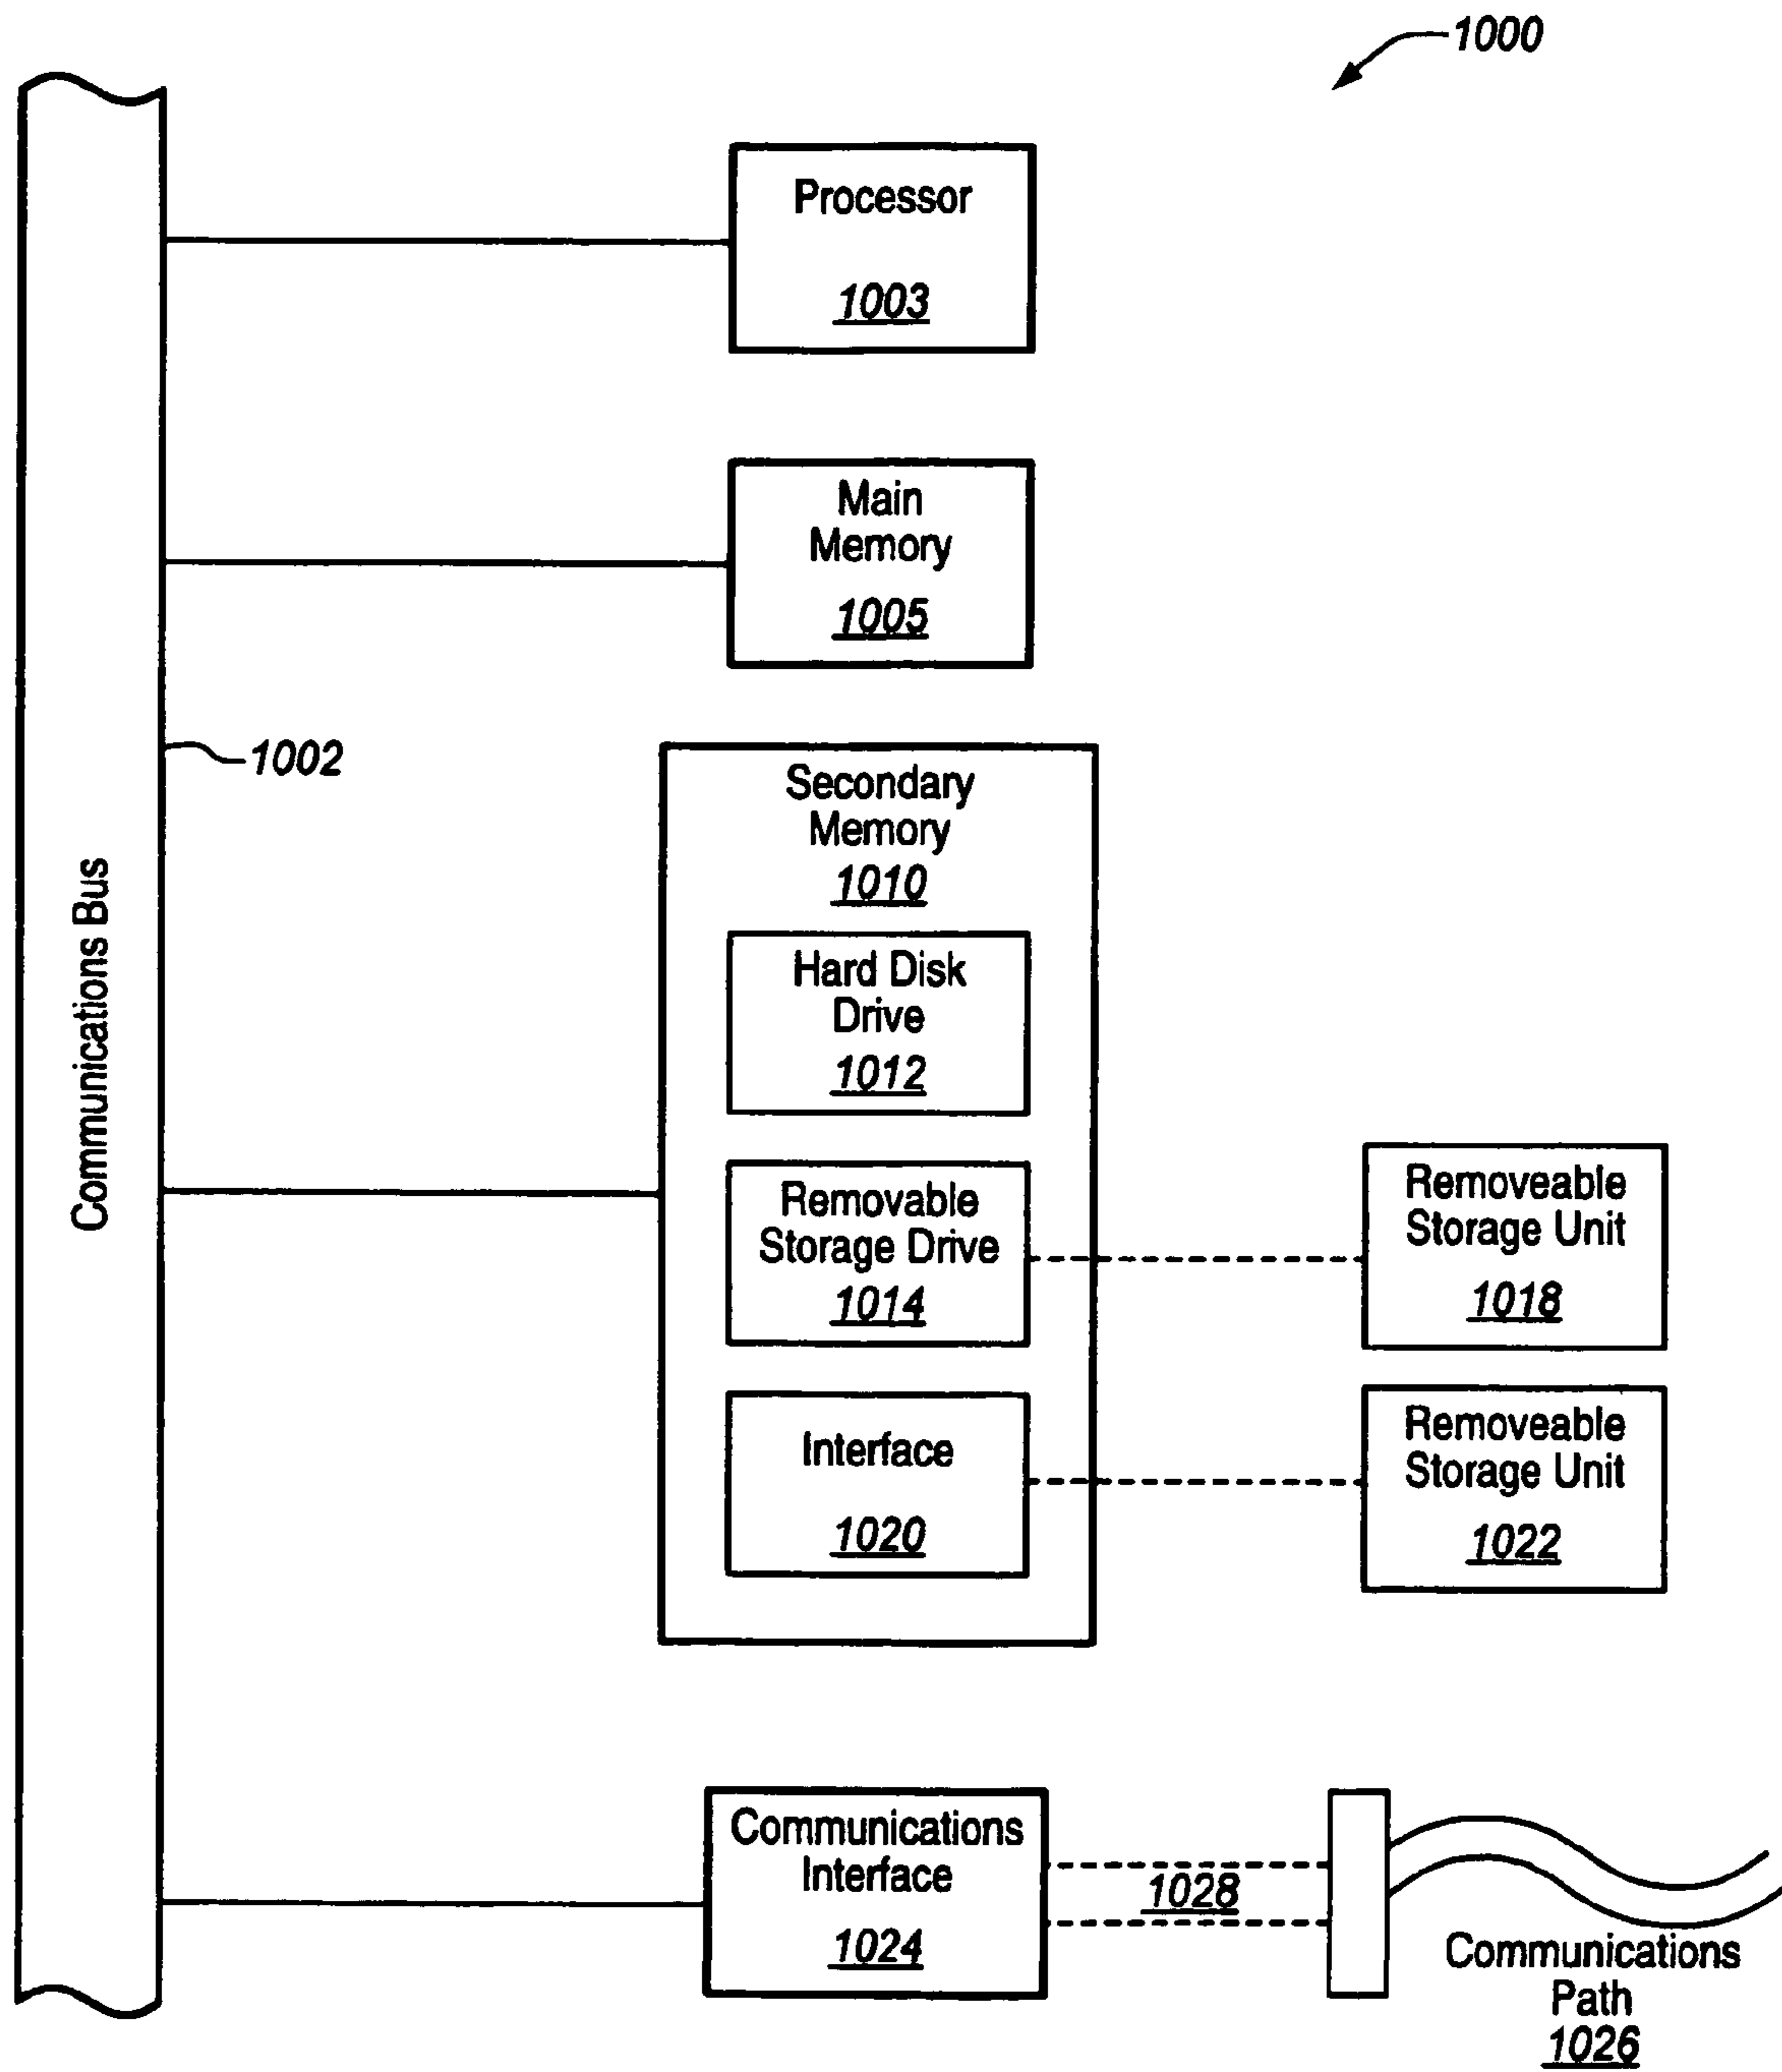 1000
Processor
1003
Main
Memory
1005
1002
Communications Bus
Secondary
Memory
1010
Hard Disk
Drive
1012
Removable
Storage Drive
1014
Removeable
Storage Unit
1018
Interface
1020
Removeable
Storage Unit
1022
Communications
Interface
1024
1028
Communications
Path
1026